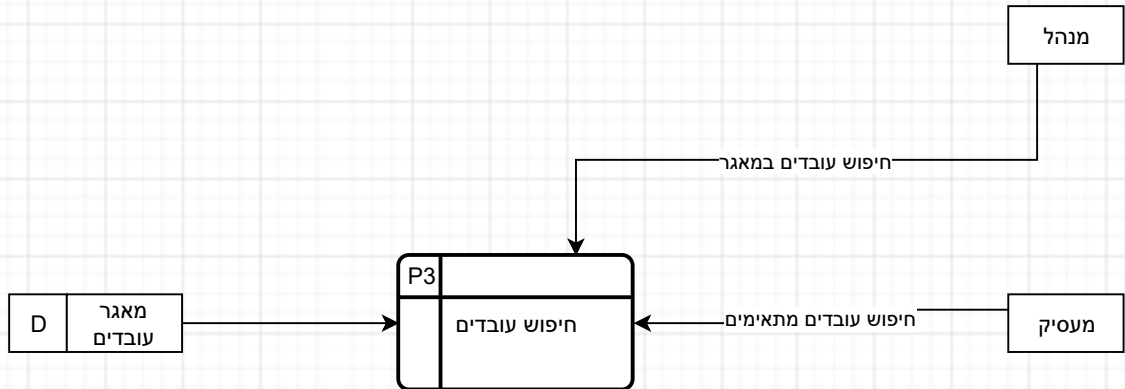 מנהל
חיפוש עובדים במאגר
P3
D
מאגר
עובדים
חיפוש עובדים
חיפוש עובדים מתאימים
מעסיק